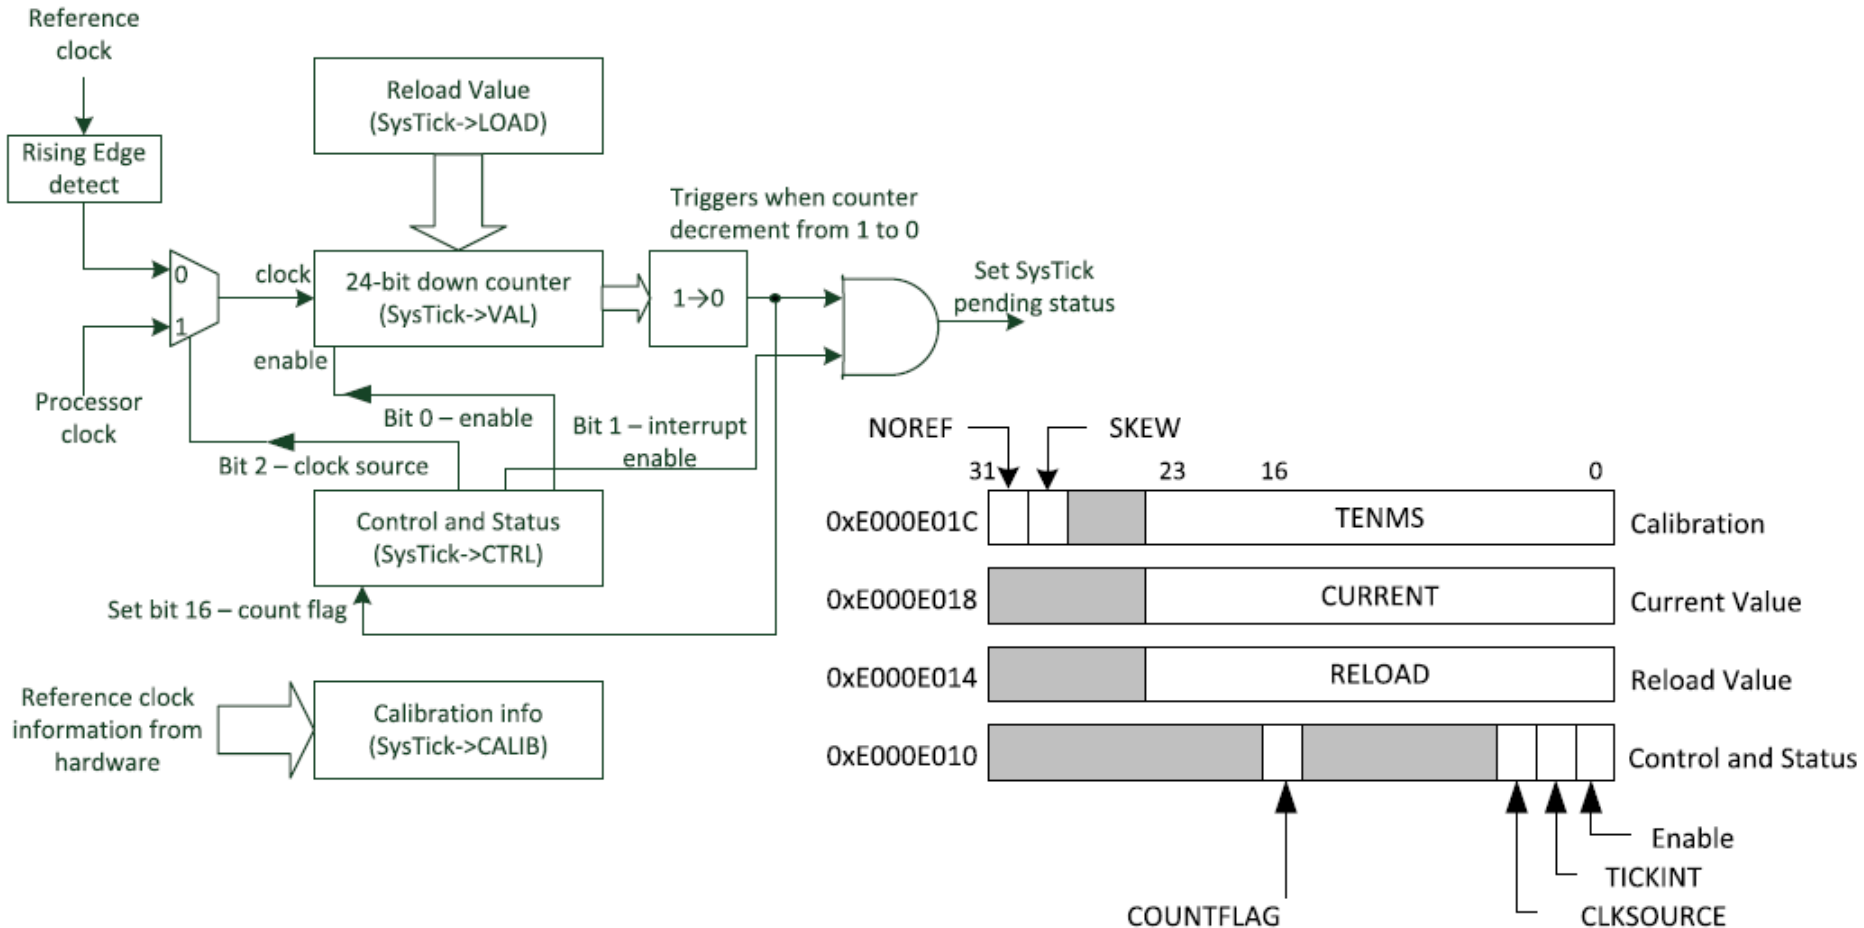 Reference
clock
Rising Edge
detect
Reload Value
(SysTick->LOAD)
Triggers when counter
decrement from 1 to 0
0
1
clock
24-bit down counter
(SysTick->VAL)
1→0
Set SysTick
pending status
enable
Processor
clock
Bit 0 – enable
Bit 1 – interrupt
enable
Bit 2 – clock source
Control and Status
(SysTick->CTRL)
Set bit 16 – count flag
Reference clock
information from
hardware
Calibration info
(SysTick->CALIB)
NOREF
SKEW
31 23 16 0
0xE000E01C TENMS Calibration
0xE000E018 CURRENT Current Value
0xE000E014 RELOAD Reload Value
0xE000E010 Control and Status
Enable
TICKINT
COUNTFLAG CLKSOURCE